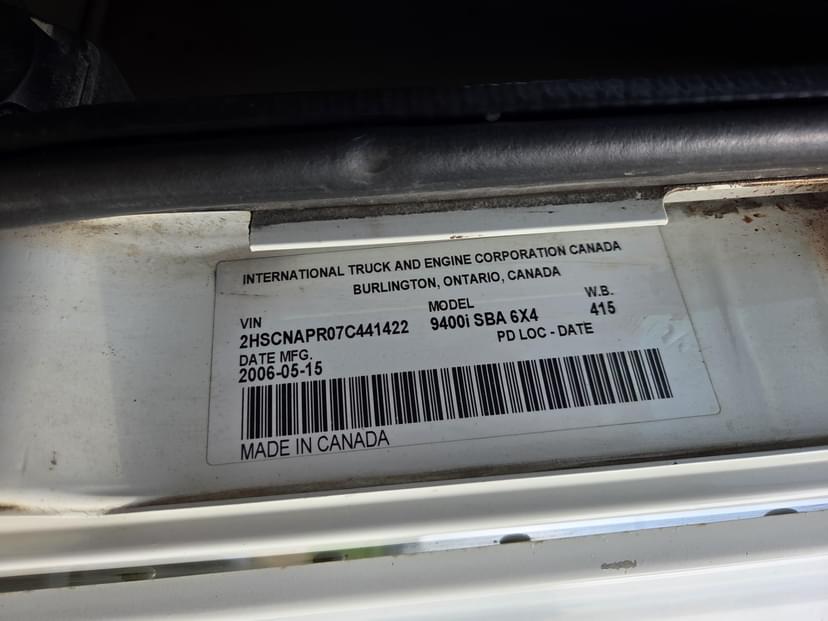 INTERNATIONAL TRUCK AND ENGINE CORPORATION CANADA
BURLINGTON, ONTARIO, CANADA
VIN MODEL W.B.
2HSCNAPR07C441422 9400i SBA 6X4 415
DATE MFG. PD LOC - DATE
2006-05-15
MADE IN CANADA